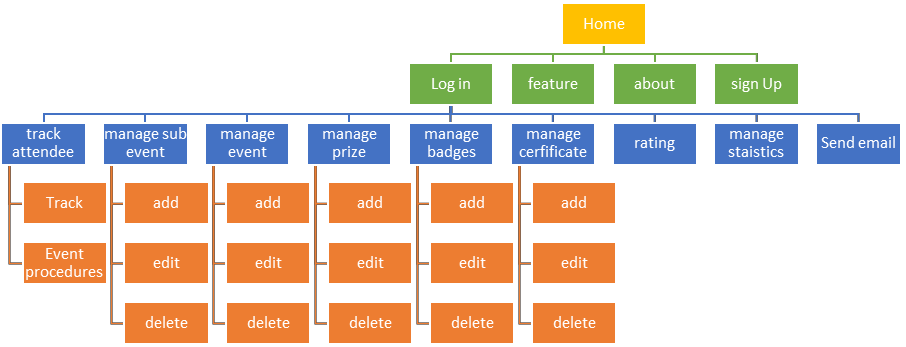 Home
Log in
feature
about
sign Up
track
attendee
manage sub
event
manage
event
manage
prize
manage
badges
manage
cerfificate
rating
manage
staistics
Send email
Track
add
add
add
add
add
Event
procedures
edit
edit
edit
edit
edit
delete
delete
delete
delete
delete